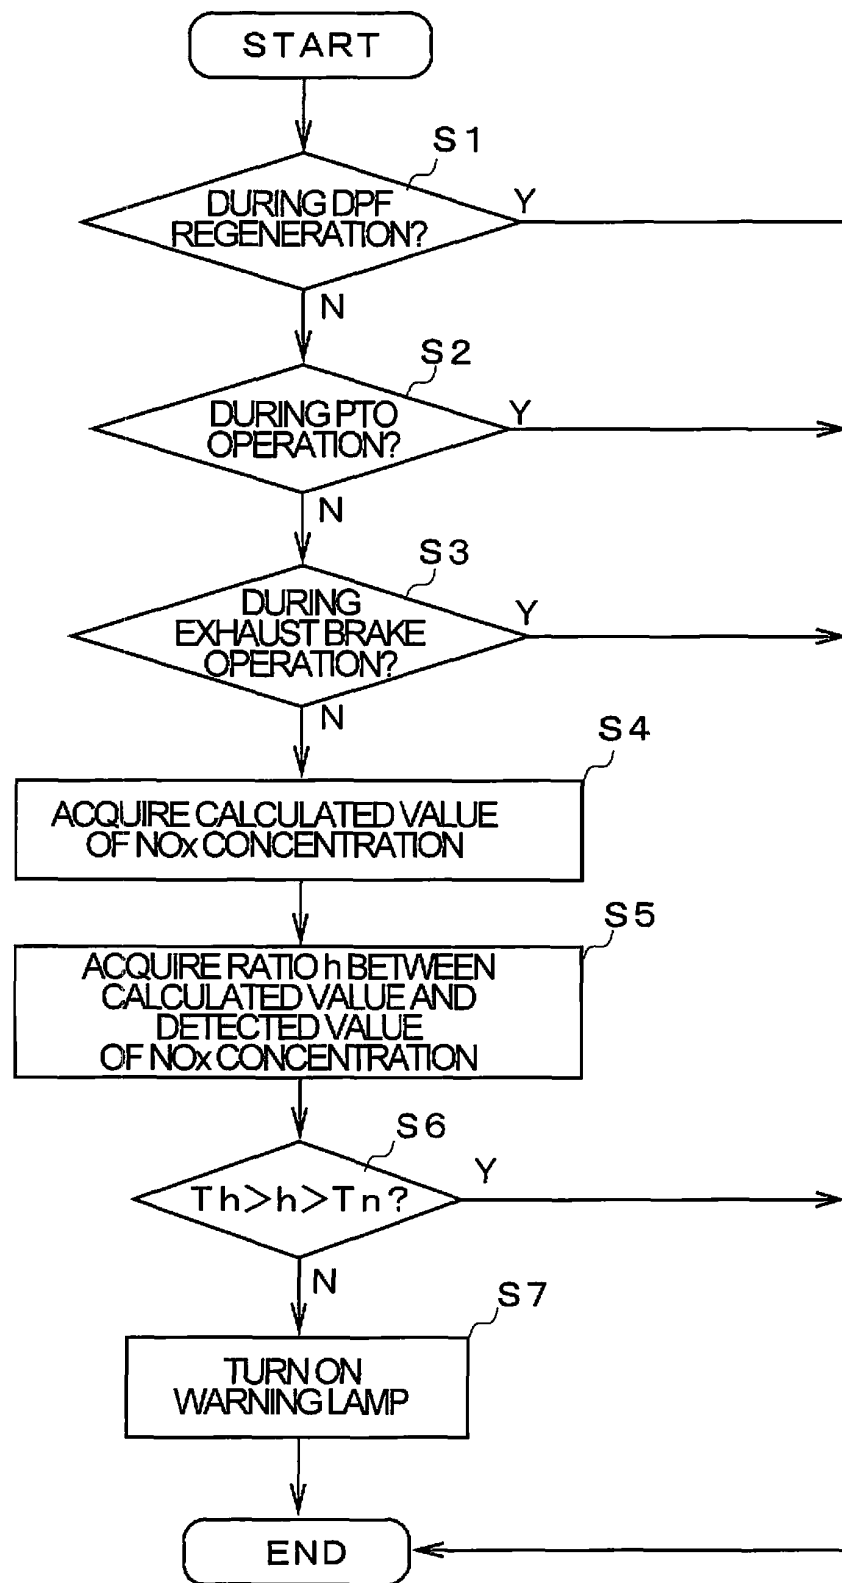 START
S1
DURING DPF
REGENERATION?
Y
N
S2
DURING PTO
OPERATION?
Y
N
S3
DURING
EXHAUST BRAKE
OPERATION?
Y
N
S4
ACQUIRE CALCULATED VALUE
OF NOx CONCENTRATION
S5
ACQUIRE RATIO h BETWEEN
CALCULATED VALUE AND
DETECTED VALUE
OF NOx CONCENTRATION
S6
Th>h>Tn?
Y
N
S7
TURN ON
WARNING LAMP
END